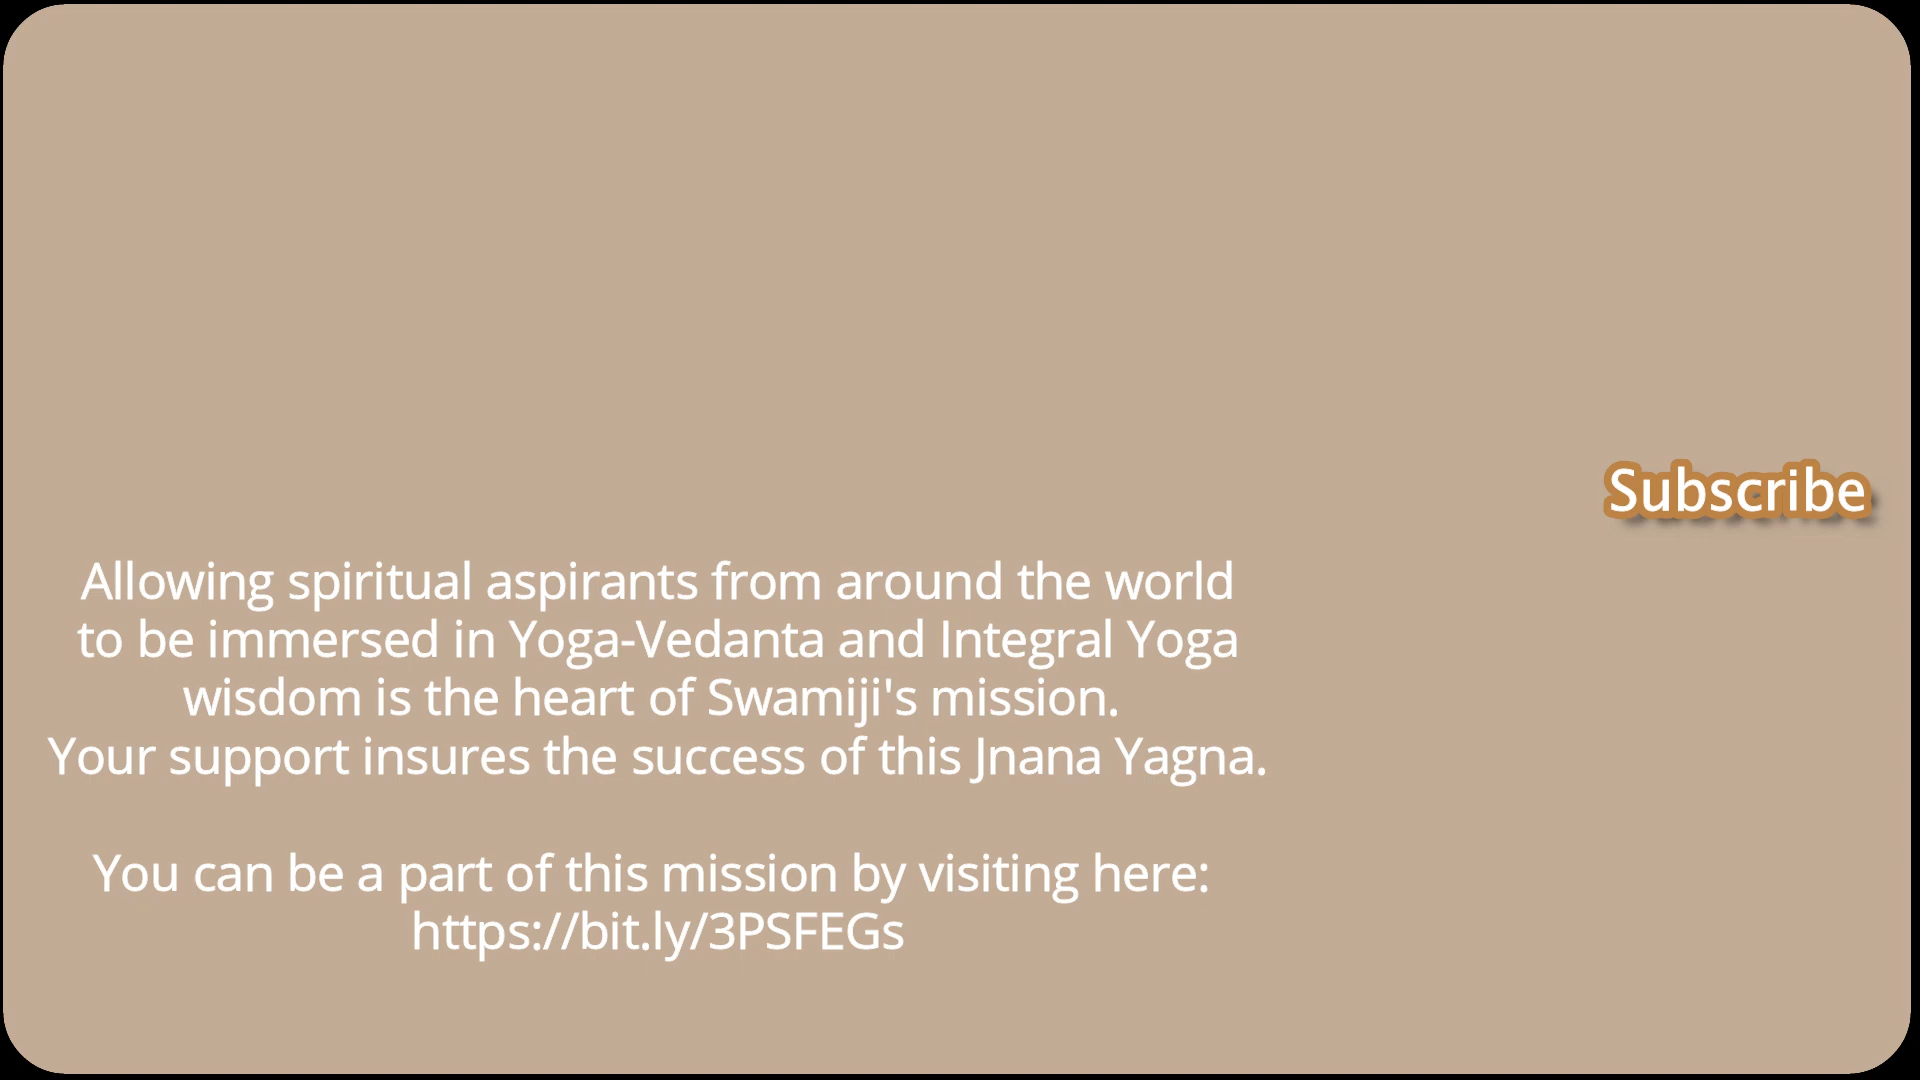 Subscribe
Allowing spiritual aspirants from around the world
to be immersed in Yoga-Vedanta and Integral Yoga
wisdom is the heart of Swamiji's mission.
Your support insures the success of this Jnana Yagna.
You can be a part of this mission by visiting here:
https://bit.ly/3PSFEGs